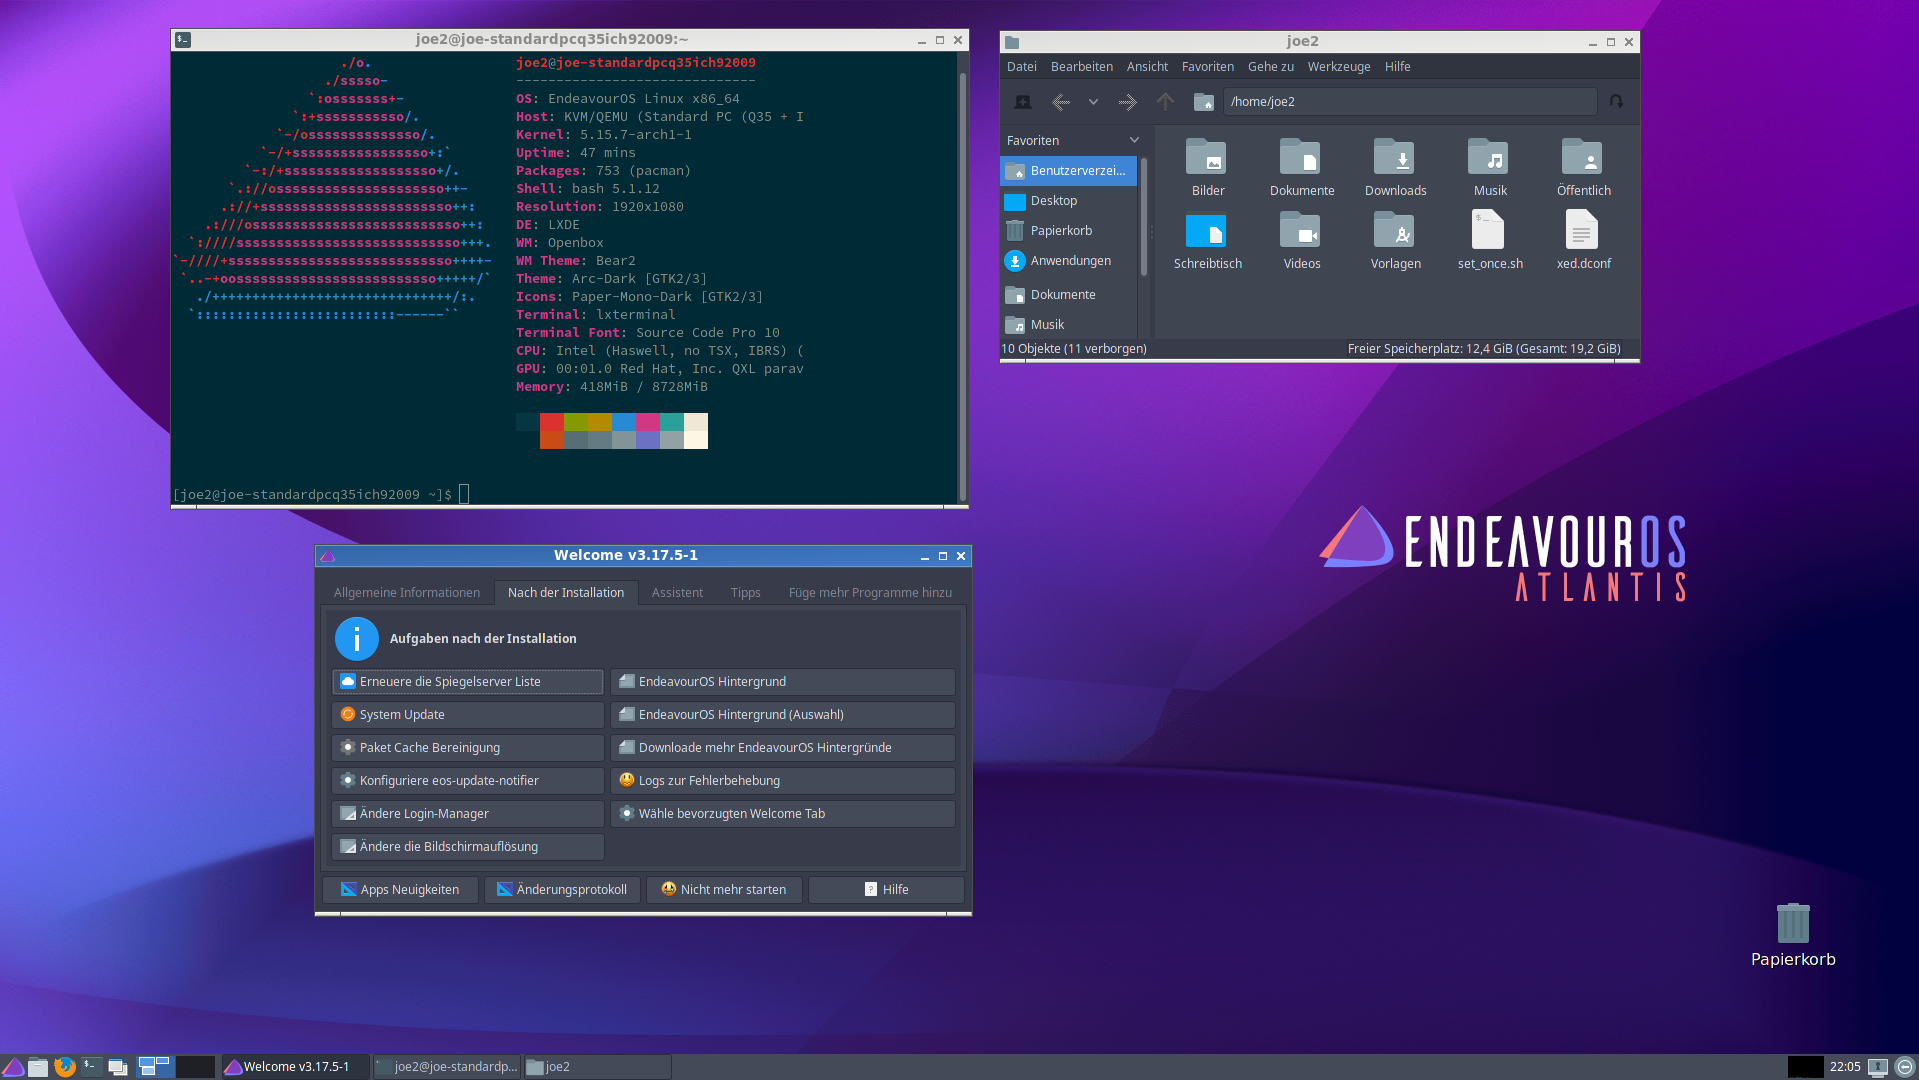 joe2@joe-standardpcq35ich92009:~
joe2@joe-standardpcq35ich92009
------------------------------
OS: EndeavourOS Linux x86_64
Host: KVM/QEMU (Standard PC (Q35 + I
Kernel: 5.15.7-arch1-1
Uptime: 47 mins
Packages: 753 (pacman)
Shell: bash 5.1.12
Resolution: 1920x1080
DE: LXDE
WM: Openbox
WM Theme: Bear2
Theme: Arc-Dark [GTK2/3]
Icons: Paper-Mono-Dark [GTK2/3]
Terminal: lxterminal
Terminal Font: Source Code Pro 10
CPU: Intel (Haswell, no TSX, IBRS) (
GPU: 00:01.0 Red Hat, Inc. QXL parav
Memory: 418MiB / 8728MiB
[joe2@joe-standardpcq35ich92009 ~]$
joe2
Datei Bearbeiten Ansicht Favoriten Gehe zu Werkzeuge Hilfe
/home/joe2
Favoriten
Benutzerverzei...
Desktop
Papierkorb
Anwendungen
Dokumente
Musik
Bilder Dokumente Downloads Musik Öffentlich
Schreibtisch Videos Vorlagen set_once.sh xed.dconf
10 Objekte (11 verborgen) Freier Speicherplatz: 12,4 GiB (Gesamt: 19,2 GiB)
ENDEAVOUROS
ATLANTIS
Welcome v3.17.5-1
Allgemeine Informationen Nach der Installation Assistent Tipps Füge mehr Programme hinzu
Aufgaben nach der Installation
Erneuere die Spiegelserver Liste EndeavourOS Hintergrund
System Update EndeavourOS Hintergrund (Auswahl)
Paket Cache Bereinigung Downloade mehr EndeavourOS Hintergründe
Konfiguriere eos-update-notifier Logs zur Fehlerbehebung
Ändere Login-Manager Wähle bevorzugten Welcome Tab
Ändere die Bildschirmauflösung
Apps Neuigkeiten Änderungsprotokoll Nicht mehr starten Hilfe
Papierkorb
Welcome v3.17.5-1 joe2@joe-standardp... joe2 22:05